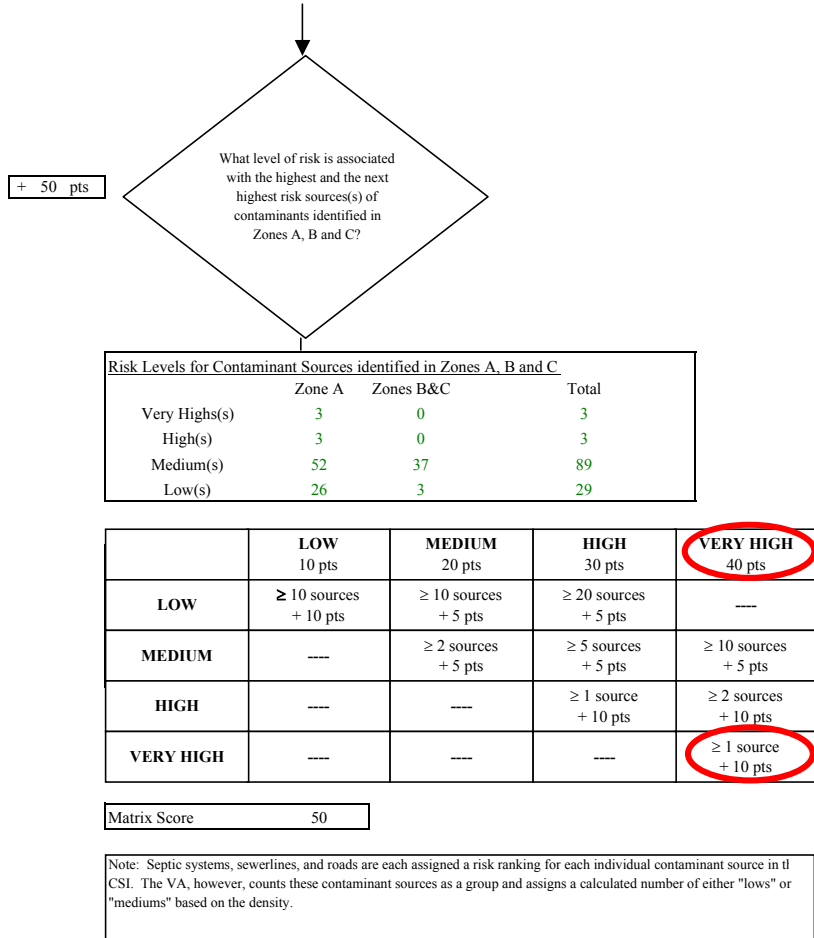 What level of risk is associated
with the highest and the next
highest risk sources(s) of
contaminants identified in
Zones A, B and C?
+ 50 pts
Risk Levels for Contaminant Sources identified in Zones A, B and C
Zone A Zones B&C Total
Very Highs(s) 3 0 3
High(s) 3 0 3
Medium(s) 52 37 89
Low(s) 26 3 29
LOW MEDIUM HIGH VERY HIGH
10 pts 20 pts 30 pts 40 pts
LOW ≥ 10 sources ≥ 10 sources ≥ 20 sources ----
+ 10 pts + 5 pts + 5 pts
MEDIUM ---- ≥ 2 sources ≥ 5 sources ≥ 10 sources
+ 5 pts + 5 pts + 5 pts
HIGH ---- ---- ≥ 1 source ≥ 2 sources
+ 10 pts + 10 pts
VERY HIGH ---- ---- ---- ≥ 1 source
+ 10 pts
Matrix Score 50
Note: Septic systems, sewerlines, and roads are each assigned a risk ranking for each individual contaminant source in
CSI. The VA, however, counts these contaminant sources as a group and assigns a calculated number of either "lows" or
"mediums" based on the density.